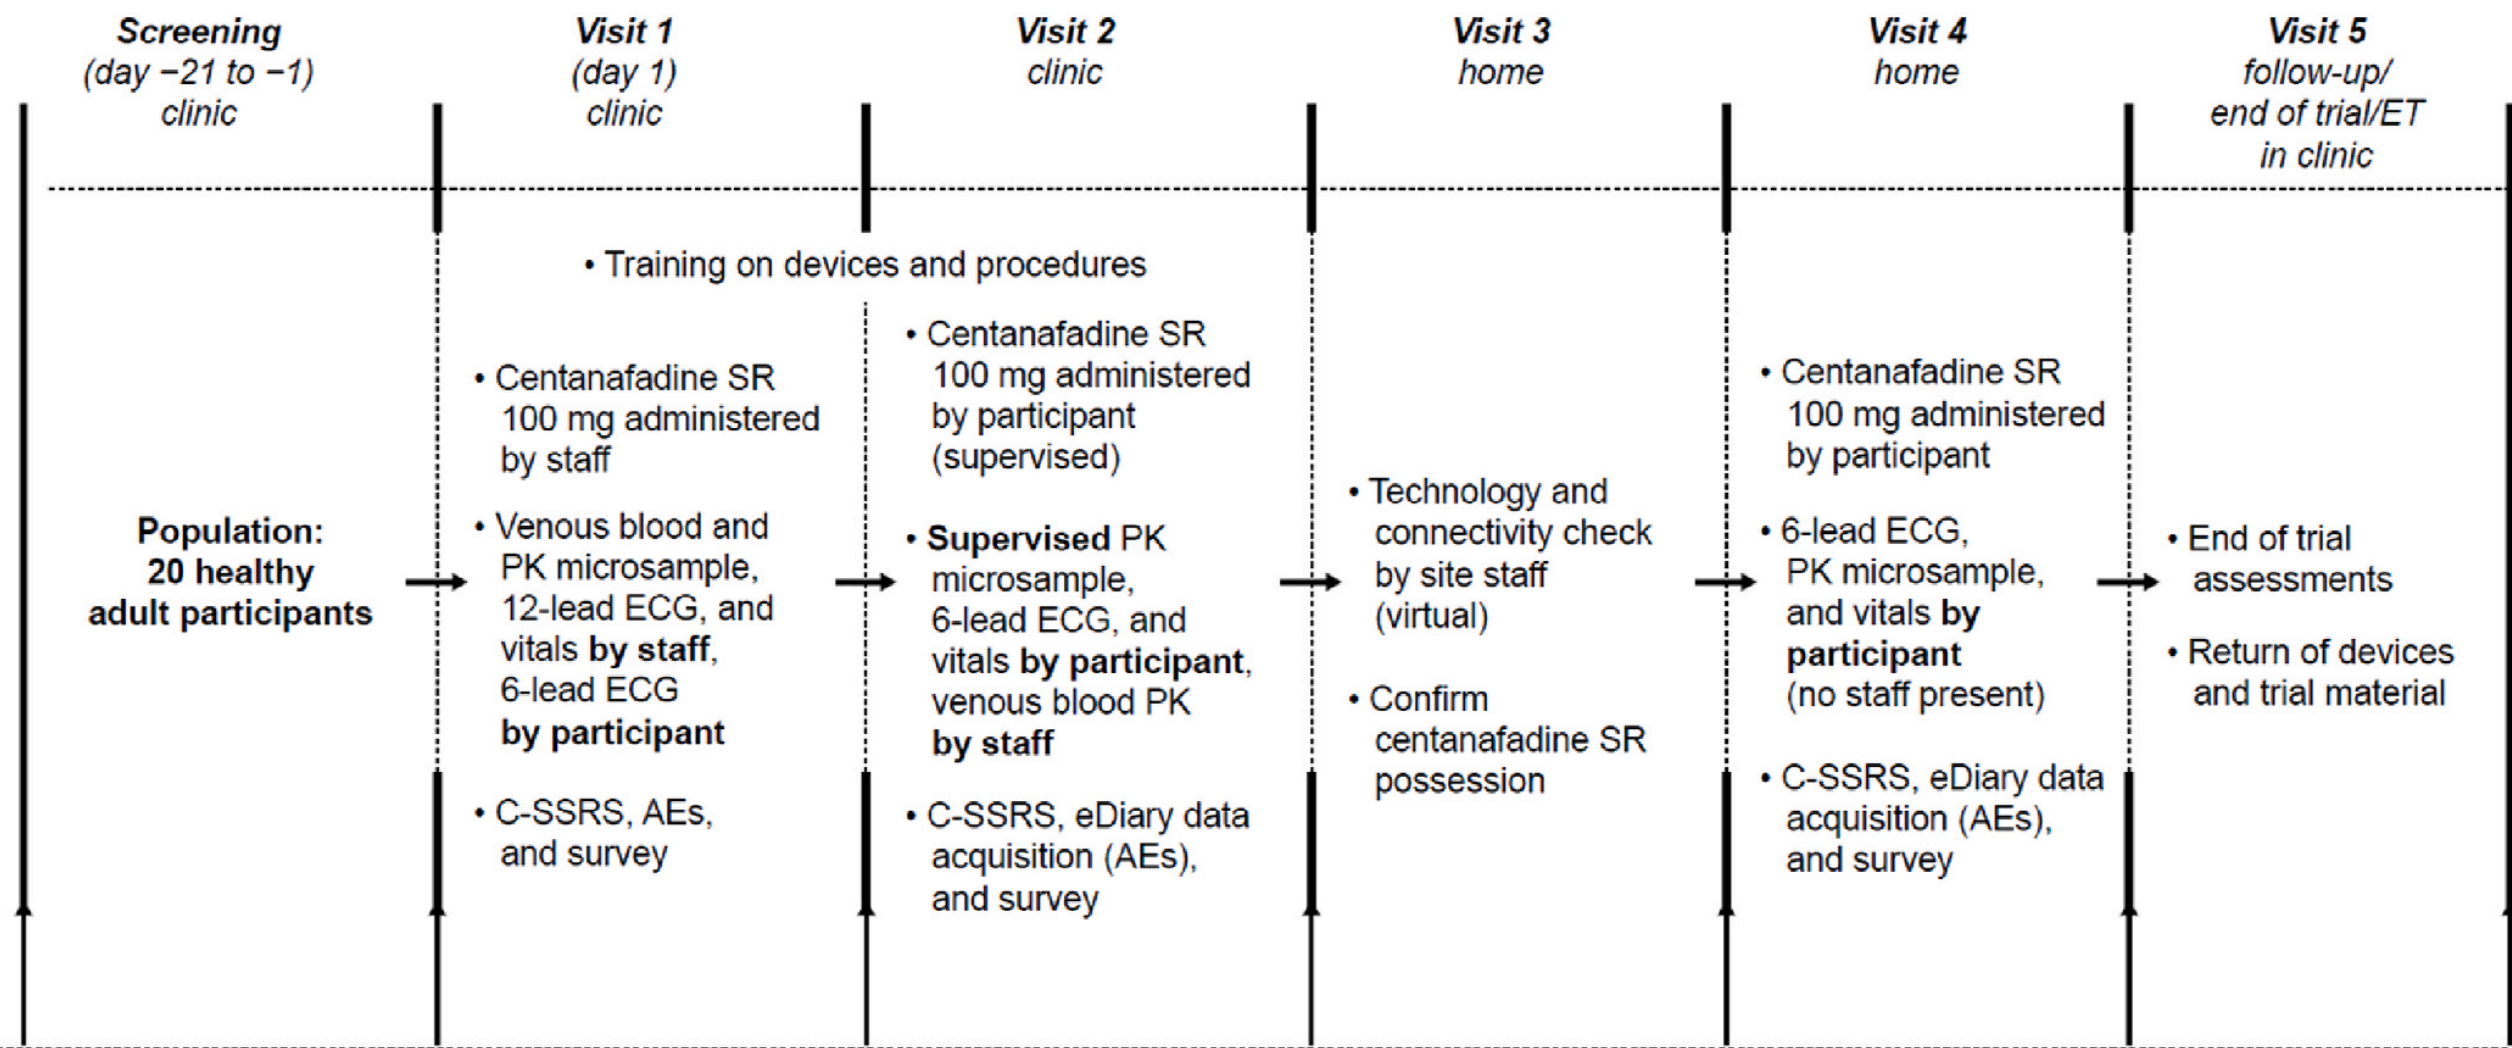 Screening
(day −21 to −1)
clinic
Visit 1
(day 1)
clinic
Visit 2
clinic
Visit 3
home
Visit 4
home
Visit 5
follow-up/
end of trial/ET
in clinic
• Training on devices and procedures
Population:
20 healthy
adult participants
• Centanafadine SR
100 mg administered
by staff
• Venous blood and
PK microsample,
12-lead ECG, and
vitals by staff,
6-lead ECG
by participant
• C-SSRS, AEs,
and survey
• Centanafadine SR
100 mg administered
by participant
(supervised)
• Supervised PK
microsample,
6-lead ECG, and
vitals by participant,
venous blood PK
by staff
• C-SSRS, eDiary data
acquisition (AEs),
and survey
• Technology and
connectivity check
by site staff
(virtual)
• Confirm
centanafadine SR
possession
• Centanafadine SR
100 mg administered
by participant
• 6-lead ECG,
PK microsample,
and vitals by
participant
(no staff present)
• C-SSRS, eDiary data
acquisition (AEs),
and survey
• End of trial
assessments
• Return of devices
and trial material